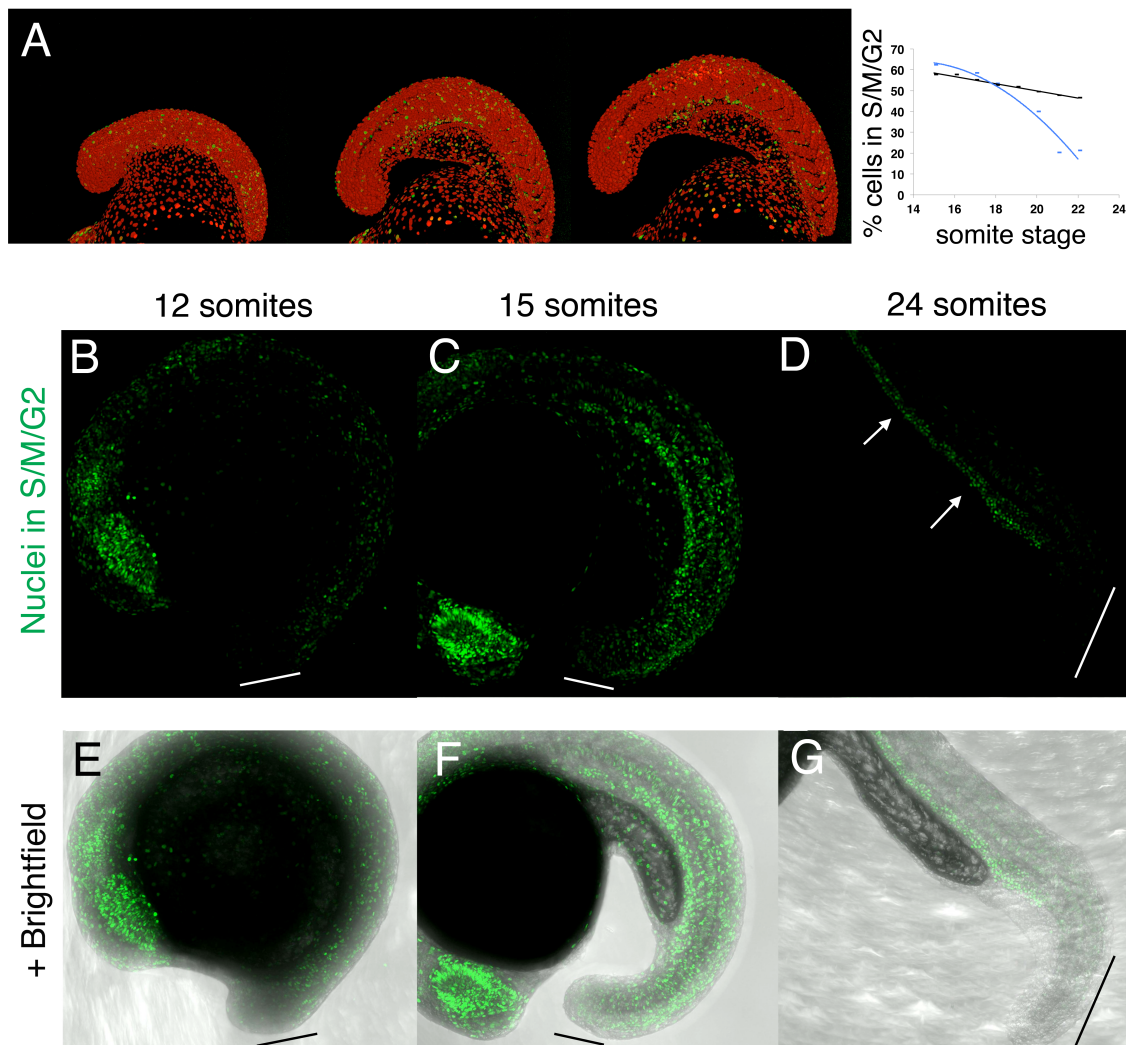 A
% cells in S/M/G2
70
60
50
40
30
20
10
0
14 16 18 20 22 24
somite stage
12 somites 15 somites 24 somites
Nuclei in S/M/G2
B C D
+ Brightfield
E F G